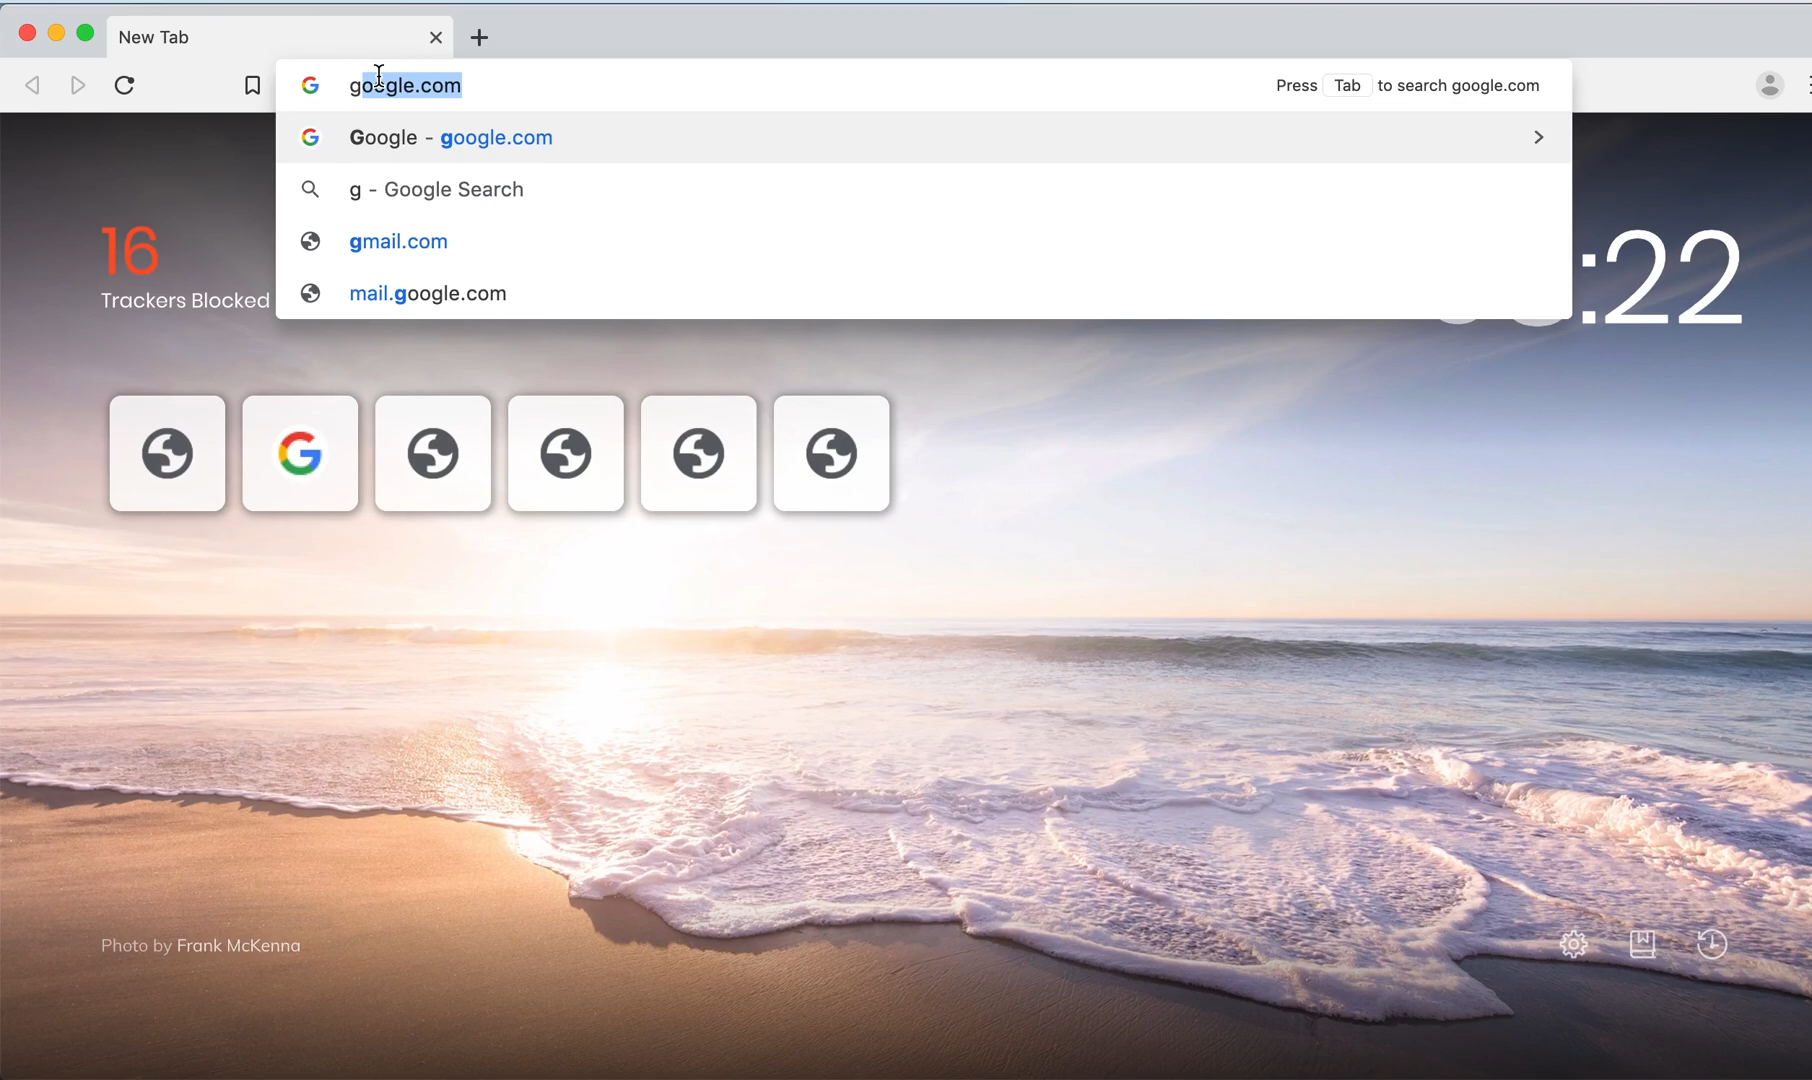 New Tab
google.com
Press Tab to search google.com
Google - google.com
g - Google Search
gmail.com
mail.google.com
16
Trackers Blocked
:22
Photo by Frank McKenna